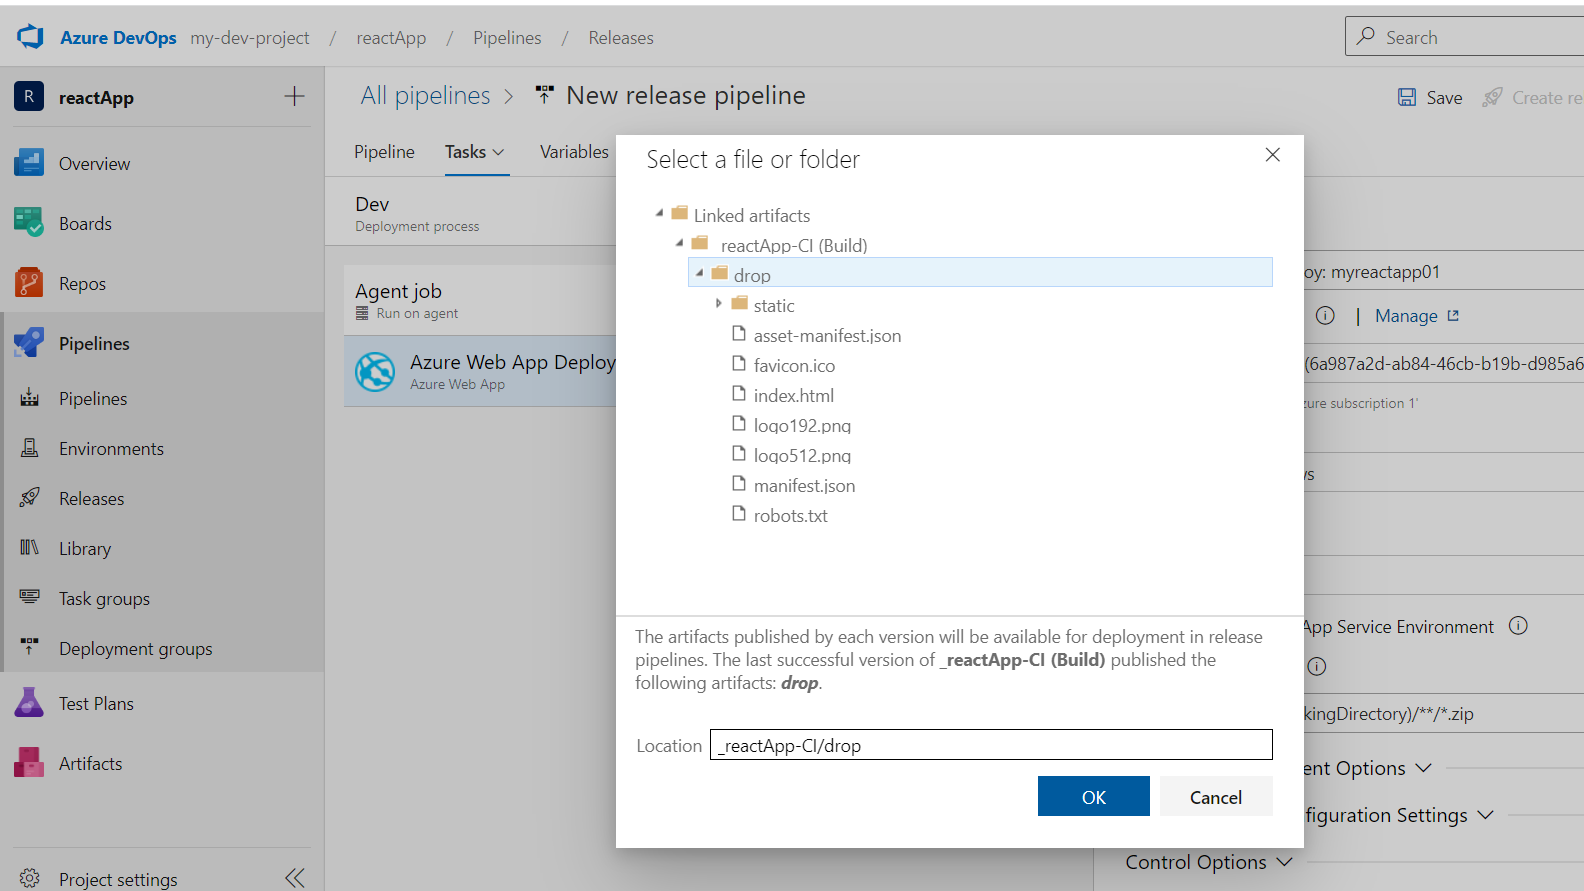 Azure DevOps my-dev-project / reactApp / Pipelines / Releases
Search
R reactApp
All pipelines > New release pipeline
Save Create re
Overview
Boards
Repos
Pipelines
Pipelines
Environments
Releases
Library
Task groups
Deployment groups
Test Plans
Artifacts
Project settings
Pipeline Tasks Variables
Dev
Deployment process
Agent job
Run on agent
Azure Web App Deploy
Azure Web App
Select a file or folder
Linked artifacts
reactApp-CI (Build)
drop
static
asset-manifest.json
favicon.ico
index.html
logo192.png
logo512.png
manifest.json
robots.txt
The artifacts published by each version will be available for deployment in release
pipelines. The last successful version of _reactApp-CI (Build) published the
following artifacts: drop.
Location _reactApp-CI/drop
OK Cancel
oy: myreactapp01
| Manage
(6a987a2d-ab84-46cb-b19b-d985a6
zure subscription 1'
vs
App Service Environment
kingDirectory)/**/*.zip
ent Options
figuration Settings
Control Options